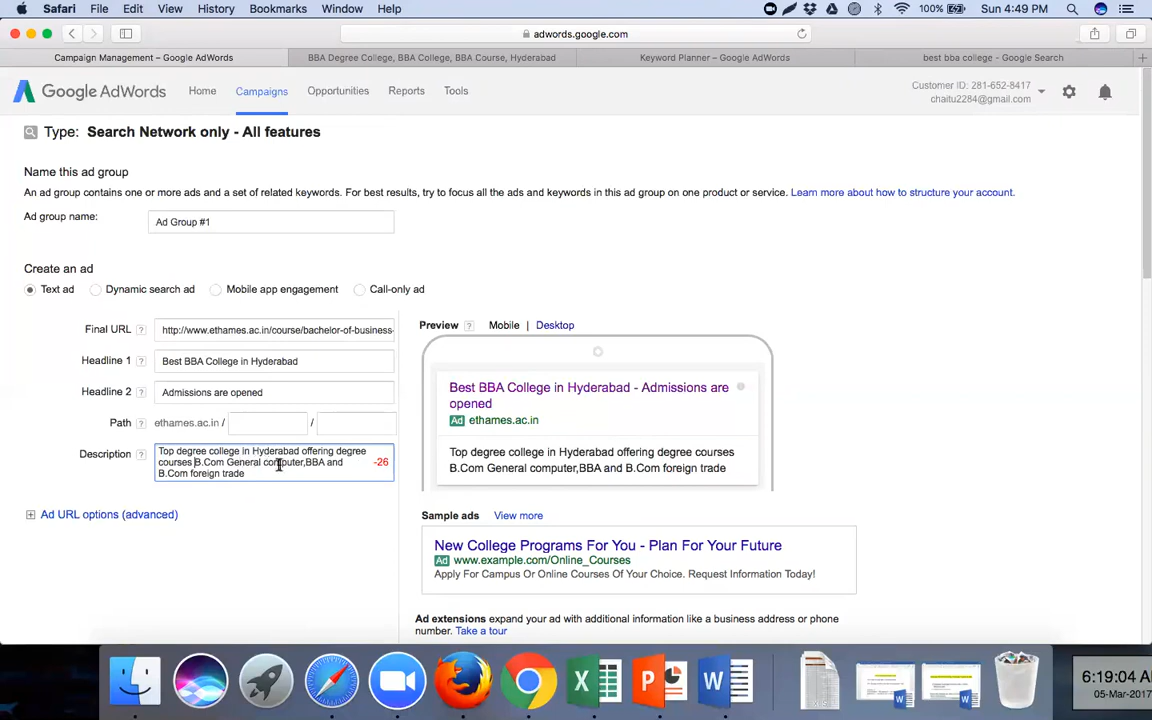 Safari File Edit View History Bookmarks Window Help 100% Sun 4:49 PM
adwords.google.com
Campaign Management – Google AdWords BBA Degree College, BBA College, BBA Course, Hyderabad Keyword Planner – Google AdWords best bba college - Google Search
Google AdWords Home Campaigns Opportunities Reports Tools
Customer ID: 281-652-8417
chaitu2284@gmail.com
Type: Search Network only - All features
Name this ad group
An ad group contains one or more ads and a set of related keywords. For best results, try to focus all the ads and keywords in this ad group on one product or service. Learn more about how to structure your account.
Ad group name: Ad Group #1
Create an ad
Text ad Dynamic search ad Mobile app engagement Call-only ad
Final URL ? http://www.ethames.ac.in/course/bachelor-of-business-
Headline 1 ? Best BBA College in Hyderabad
Headline 2 ? Admissions are opened
Path ? ethames.ac.in / /
Description ? Top degree college in Hyderabad offering degree
courses B.Com General computer,BBA and -26
B.Com foreign trade
Ad URL options (advanced)
Preview ? Mobile | Desktop
Best BBA College in Hyderabad - Admissions are
opened
Ad ethames.ac.in
Top degree college in Hyderabad offering degree courses
B.Com General computer,BBA and B.Com foreign trade
Sample ads View more
New College Programs For You - Plan For Your Future
Ad www.example.com/Online_Courses
Apply For Campus Or Online Courses Of Your Choice. Request Information Today!
Ad extensions expand your ad with additional information like a business address or phone
number. Take a tour
6:19:04 AM
05-Mar-2017